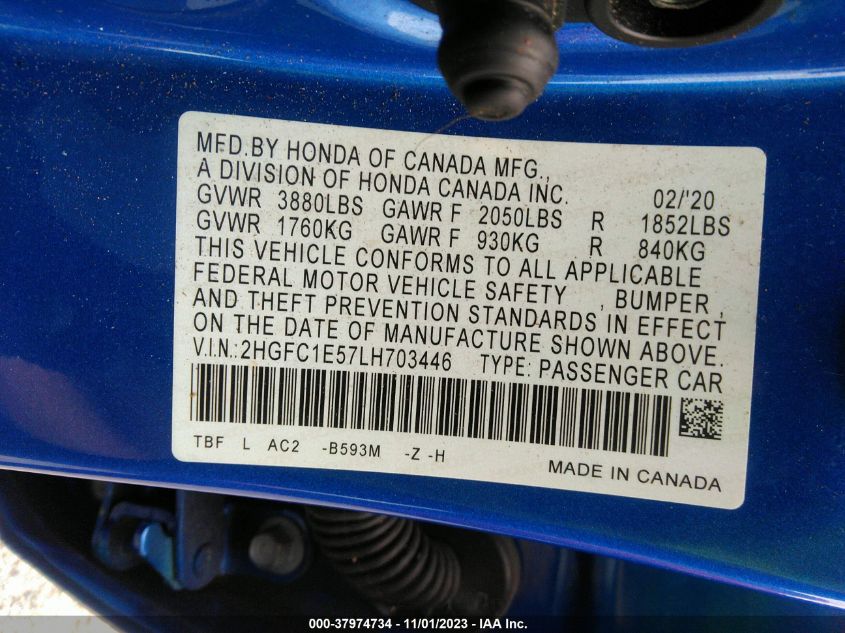 MFD.BY HONDA OF CANADA MFG.,
A DIVISION OF HONDA CANADA INC. 02/'20
GVWR 3880LBS GAWR F 2050LBS R 1852LBS
GVWR 1760KG GAWR F 930KG R 840KG
THIS VEHICLE CONFORMS TO ALL APPLICABLE
FEDERAL MOTOR VEHICLE SAFETY , BUMPER ,
AND THEFT PREVENTION STANDARDS IN EFFECT
ON THE DATE OF MANUFACTURE SHOWN ABOVE.
V.I.N.:2HGFC1E57LH703446 TYPE: PASSENGER CAR
TBF L AC2 -B593M -Z -H
MADE IN CANADA
000-37974734 - 11/01/2023 - IAA Inc.